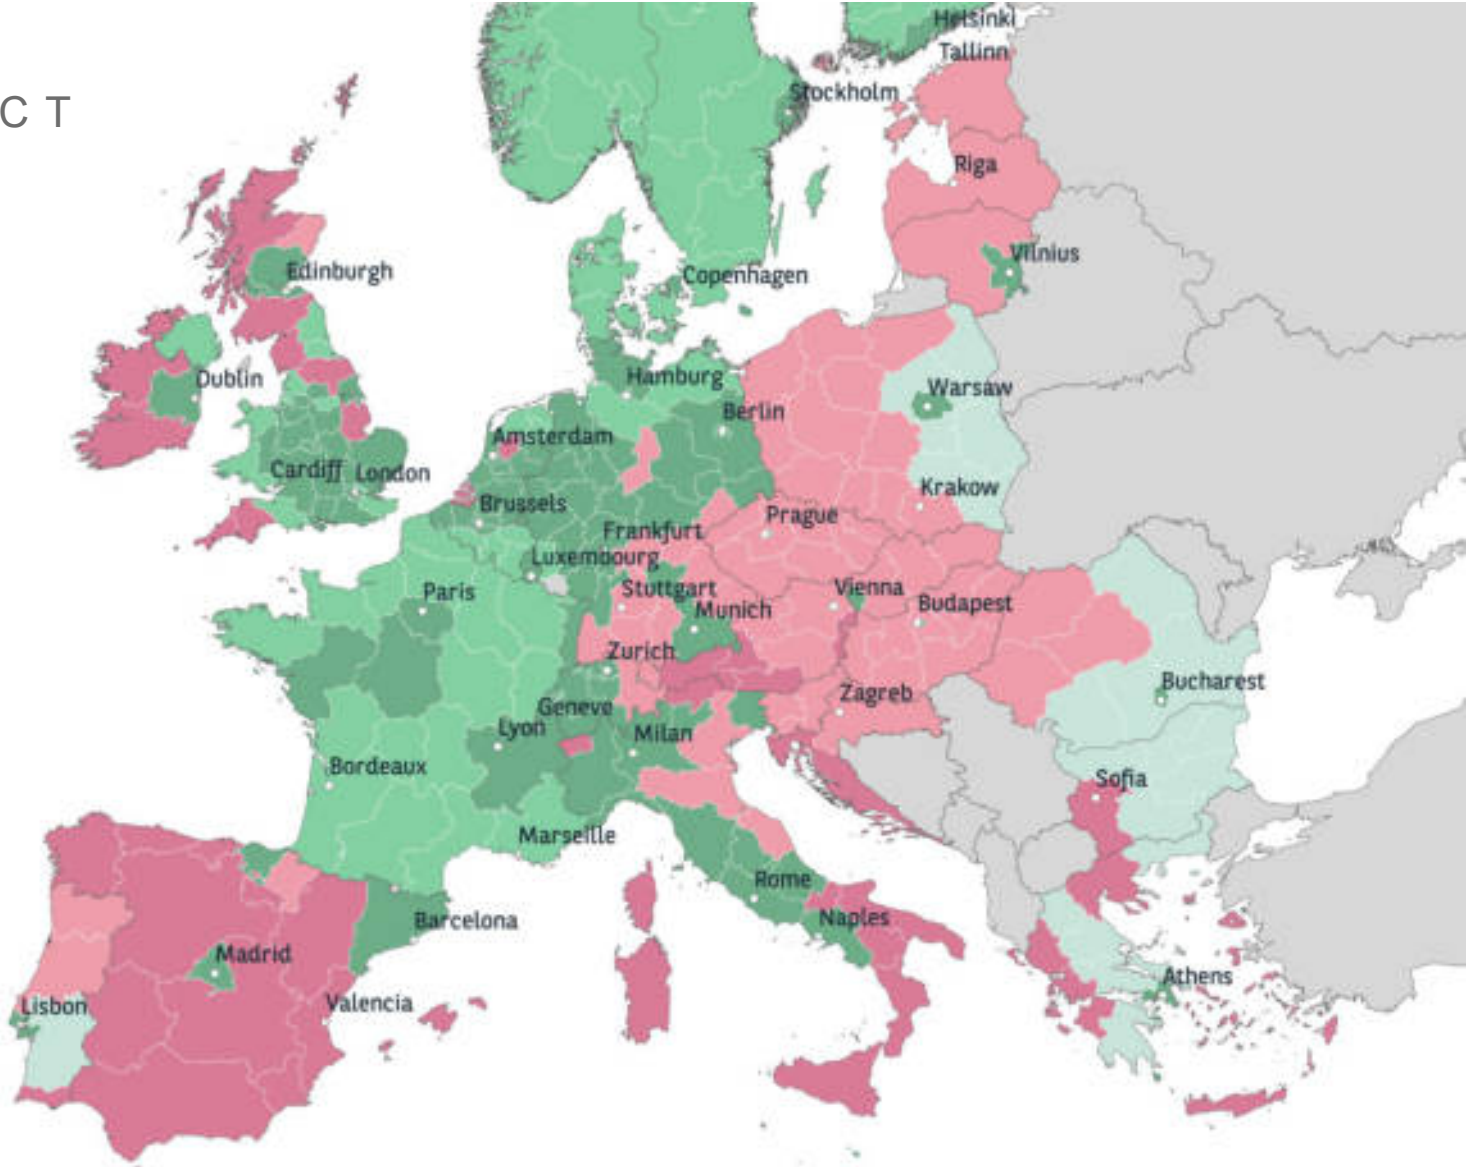 Helsinki
Tallinn
Stockholm
C T
Riga
Vilnius
Edinburgh
Copenhagen
Dublin
Hamburg
Warsaw
Berlin
Amsterdam
Cardiff
London
Krakow
Brussels
Prague
Frankfurt
Luxembourg
Paris
Stuttgart
Vienna
Munich
Budapest
Zurich
Bucharest
Geneve
Zagreb
Lyon
Milan
Bordeaux
Sofia
Marseille
Rome
Barcelona
Naples
Madrid
Athens
Lisbon
Valencia